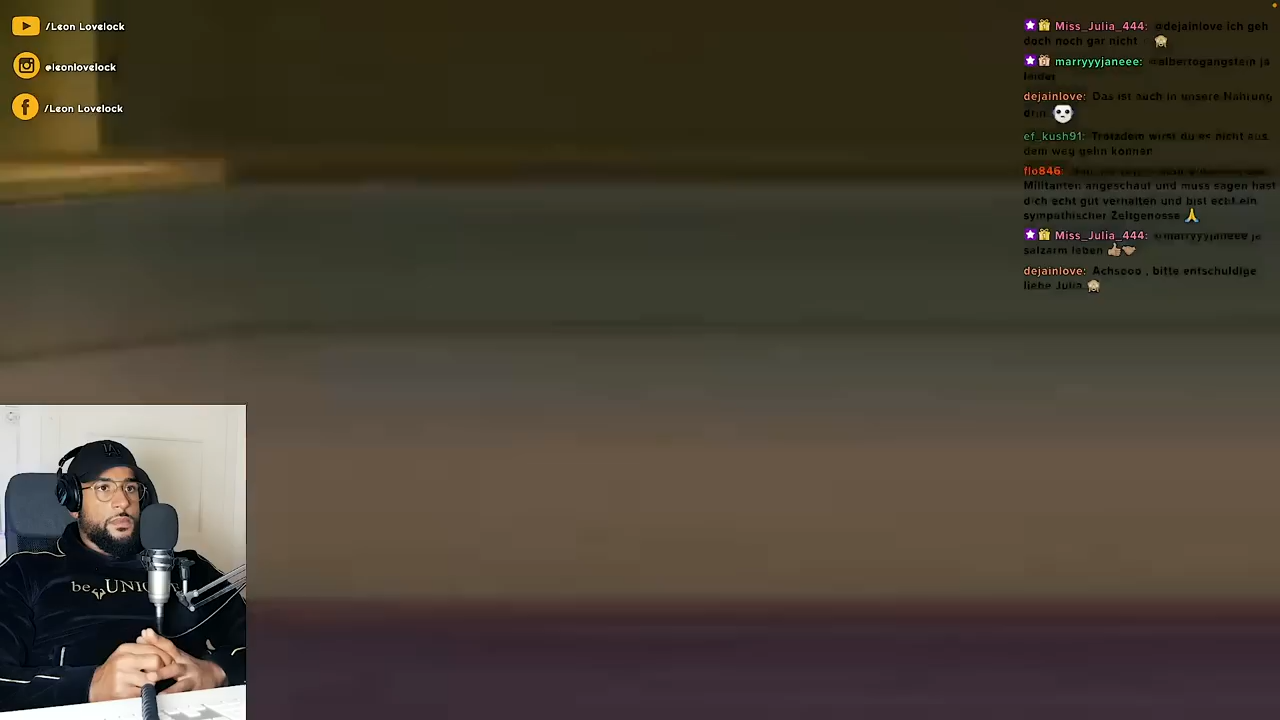 /Leon Lovelock
@leonlovelock
/Leon Lovelock
Miss_Julia_444: @dejainlove ich geh
doch noch gar nicht
marryyyjaneee: @alberrogangstein ja
leider
dejainlove: Das ist auch in unsere Nahrung
drin
ef_kush91: Trotzdem wirst du es nicht aus
dem weg gehn können
flo846:
Militanten angeschaut und muss sagen hast
dich echt gut verhalten und bist echt ein
sympathischer Zeitgenosse
Miss_Julia_444: @marryyyjaneee je
salzarm leben
dejainlove: Achsooo , bitte entschuldige
liebe Julia
be UNIQUE